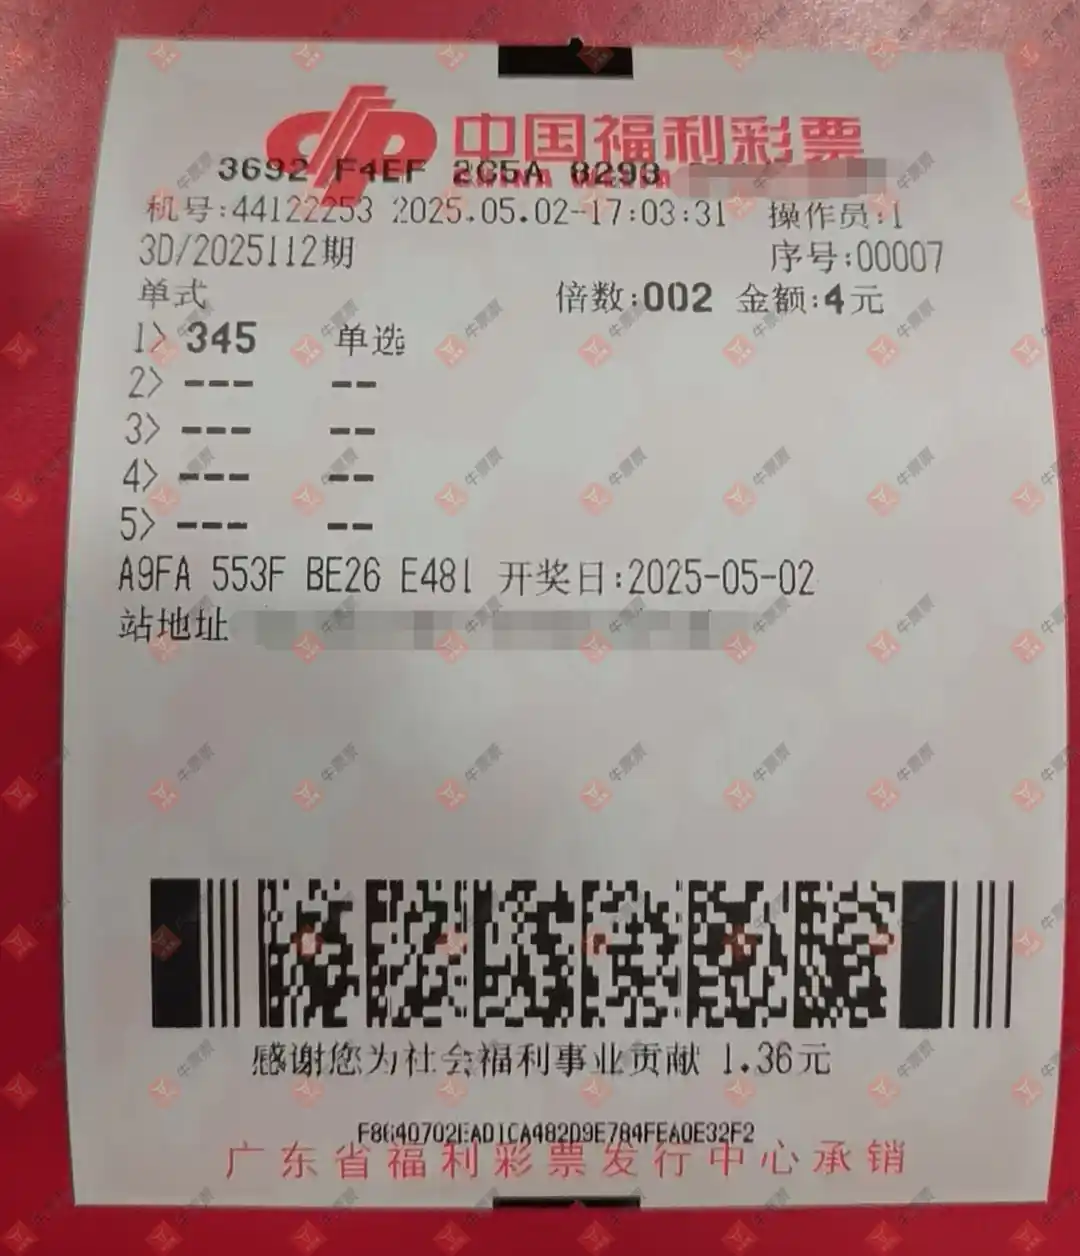 中国福利彩票
3692 F4EF 2C5A 8293
机号:44122253 2025.05.02-17:03:31 操作员:1
3D/2025112期 序号:00007
单式 倍数:002 金额:4元
1> 345 单选
2> --- --
3> --- --
4> --- --
5> --- --
A9FA 553F BE26 E481 开奖日:2025-05-02
站地址
感谢您为社会福利事业贡献 1.36元
F8640702EAD1CA482D9E784FEA0E32F2
广东省福利彩票发行中心承销
牛票票